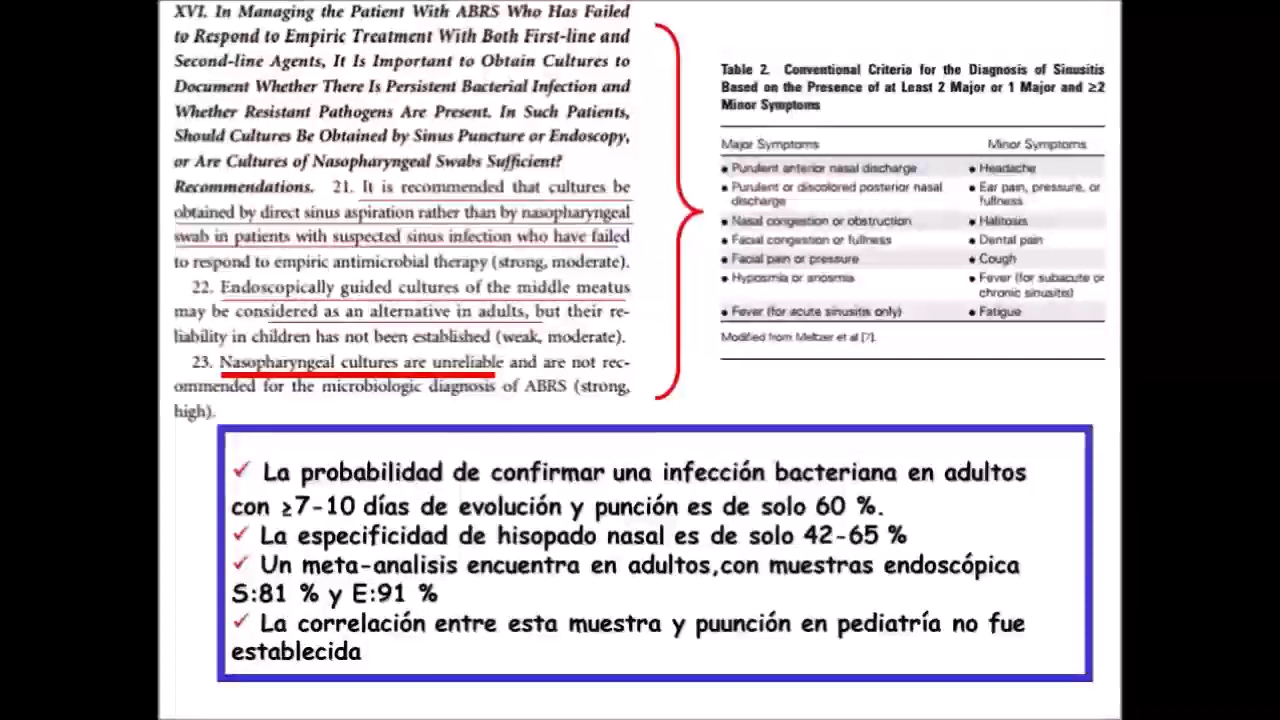 XVI. In Managing the Patient With ABRS Who Has Failed
to Respond to Empiric Treatment With Both First-line and
Second-line Agents, It Is Important to Obtain Cultures to
Document Whether There Is Persistent Bacterial Infection and
Whether Resistant Pathogens Are Present. In Such Patients,
Should Cultures Be Obtained by Sinus Puncture or Endoscopy,
or Are Cultures of Nasopharyngeal Swabs Sufficient?
Recommendations. 21. It is recommended that cultures be
obtained by direct sinus aspiration rather than by nasopharyngeal
swab in patients with suspected sinus infection who have failed
to respond to empiric antimicrobial therapy (strong, moderate).
22. Endoscopically guided cultures of the middle meatus
may be considered as an alternative in adults, but their re-
liability in children has not been established (weak, moderate).
23. Nasopharyngeal cultures are unreliable and are not rec-
ommended for the microbiologic diagnosis of ABRS (strong,
high).
Table 2. Conventional Criteria for the Diagnosis of Sinusitis
Based on the Presence of at Least 2 Major or 1 Major and ≥2
Minor Symptoms
Major Symptoms Minor Symptoms
• Purulent anterior nasal discharge • Headache
• Purulent or discolored posterior nasal • Ear pain, pressure, or
discharge fullness
• Nasal congestion or obstruction • Halitosis
• Facial congestion or fullness • Dental pain
• Facial pain or pressure • Cough
• Hyposmia or anosmia • Fever (for subacute or
chronic sinusitis)
• Fever (for acute sinusitis only) • Fatigue
Modified from Meltzer et al [7].
✓ La probabilidad de confirmar una infección bacteriana en adultos
con ≥7-10 días de evolución y punción es de solo 60 %.
✓ La especificidad de hisopado nasal es de solo 42-65 %
✓ Un meta-analisis encuentra en adultos,con muestras endoscópica
S:81 % y E:91 %
✓ La correlación entre esta muestra y puunción en pediatría no fue
establecida